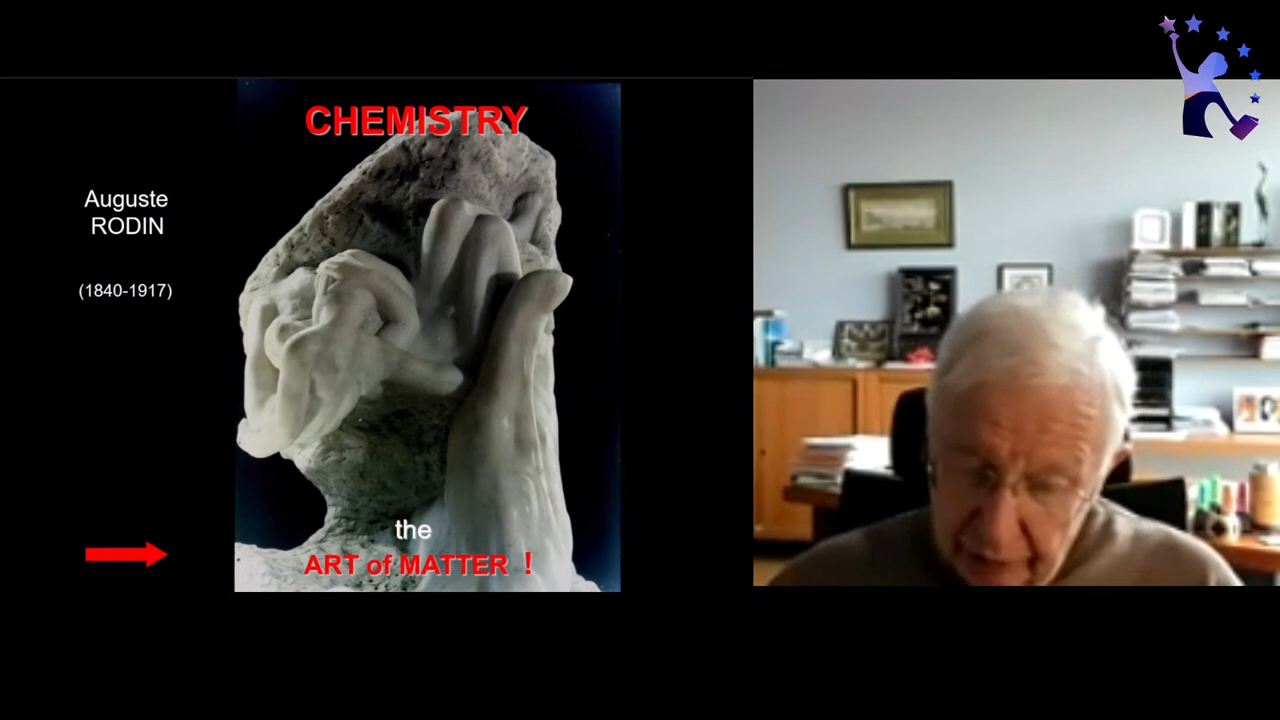 CHEMISTRY
Auguste
RODIN
(1840-1917)
the
ART of MATTER !